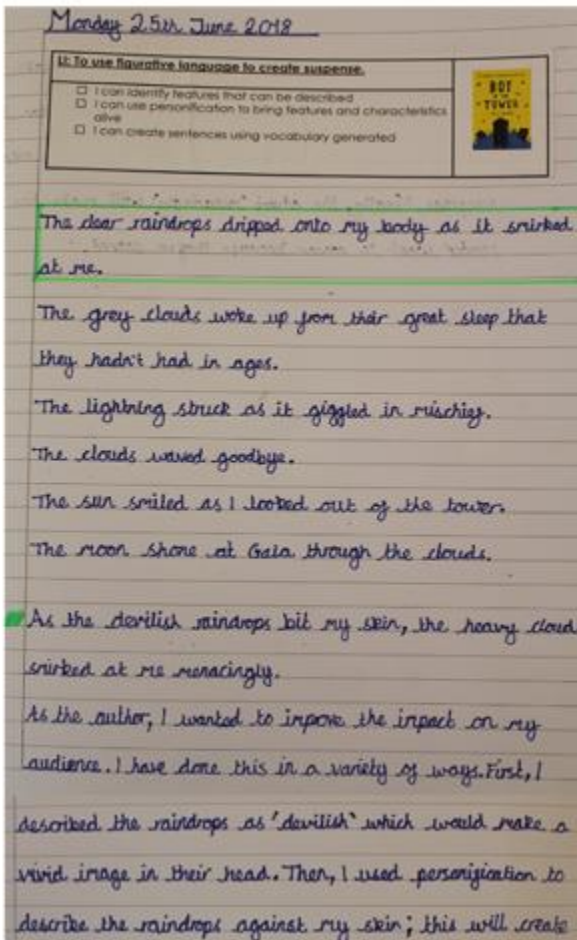 Monday 25th June 2018
LI: To use figurative language to create suspense.
☐ I can identify features that can be described
☐ I can use personification to bring features and characteristics
alive
☐ I can create sentences using vocabulary generated
BOY
IN THE
TOWER
The clear raindrops dripped onto my body as it smirked
at me.
The grey clouds woke up from their great sleep that
they hadn't had in ages.
The lightning struck as it giggled in mischief.
The clouds waved goodbye.
The sun smiled as I looked out of the tower.
The moon shone at Gaia through the clouds.
As the devilish raindrops bit my skin, the heavy cloud
smirked at me menacingly.
As the author, I wanted to improve the impact on my
audience. I have done this in a variety of ways. First, I
described the raindrops as 'devilish' which would make a
vivid image in their head. Then, I used personification to
describe the raindrops against my skin; this will create